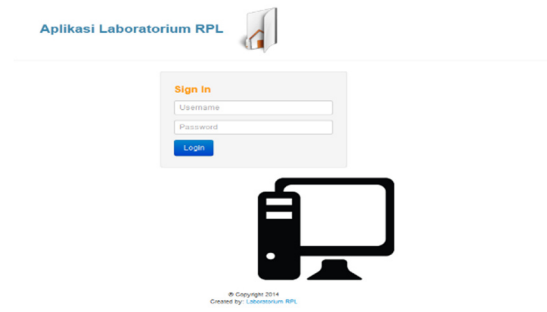 Aplikasi Laboratorium RPL
Sign In
Username
Password
Login
© Copyright 2014
Created by: Laboratorium RPL